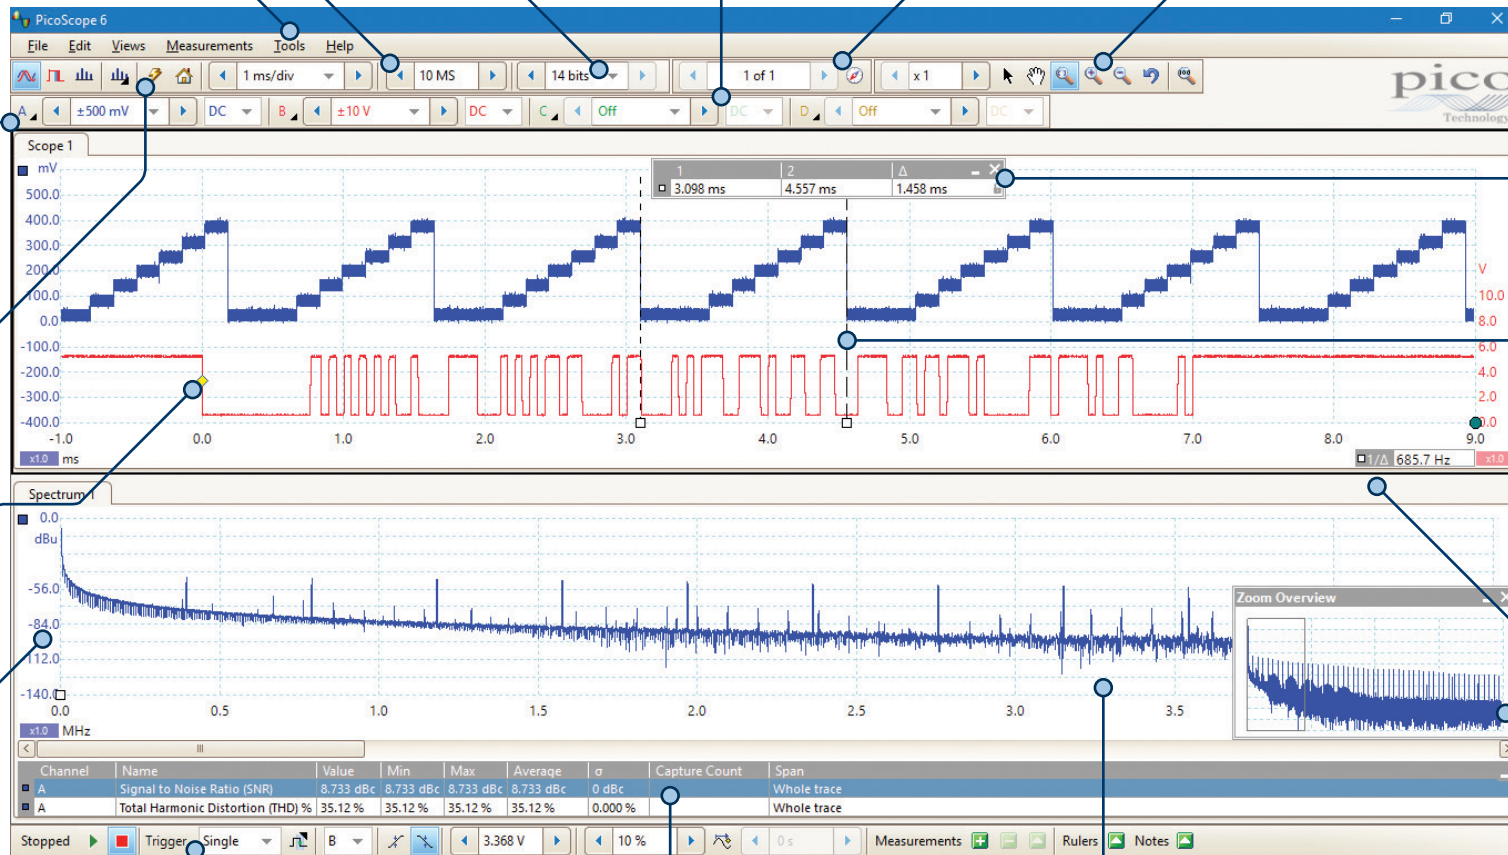 PicoScope 6
File Edit Views Measurements Tools Help
1 ms/div 10 MS 14 bits 1 of 1 x 1
pico
Technology
A ±500 mV DC B ±10 V DC C Off DC D Off DC
Scope 1
mV
500.0
400.0
300.0
200.0
100.0
0.0
-100.0
-200.0
-300.0
-400.0
1 2 Δ
3.098 ms 4.557 ms 1.458 ms
V
10.0
8.0
6.0
4.0
2.0
0.0
-1.0 0.0 1.0 2.0 3.0 4.0 5.0 6.0 7.0 8.0 9.0
x1.0 ms
1/Δ 685.7 Hz x1.0
Spectrum 1
0.0
dBu
-56.0
-84.0
-112.0
-140.0
0.0 0.5 1.0 1.5 2.0 2.5 3.0 3.5
x1.0 MHz
Zoom Overview
Channel Name Value Min Max Average σ Capture Count Span
A Signal to Noise Ratio (SNR) 8.733 dBc 8.733 dBc 8.733 dBc 8.733 dBc 0 dBc Whole trace
A Total Harmonic Distortion (THD) % 35.12 % 35.12 % 35.12 % 35.12 % 0.000 % Whole trace
Stopped Trigger Single B 3.368 V 10 % 0 s Measurements Rulers Notes